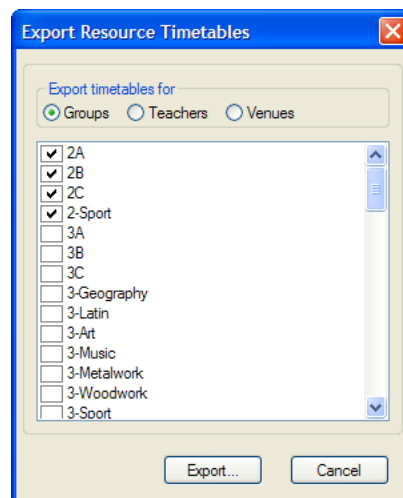 Export Resource Timetables
Export timetables for
Groups Teachers Venues
2A
2B
2C
2-Sport
3A
3B
3C
3-Geography
3-Latin
3-Art
3-Music
3-Metalwork
3-Woodwork
3-Sport
Export... Cancel